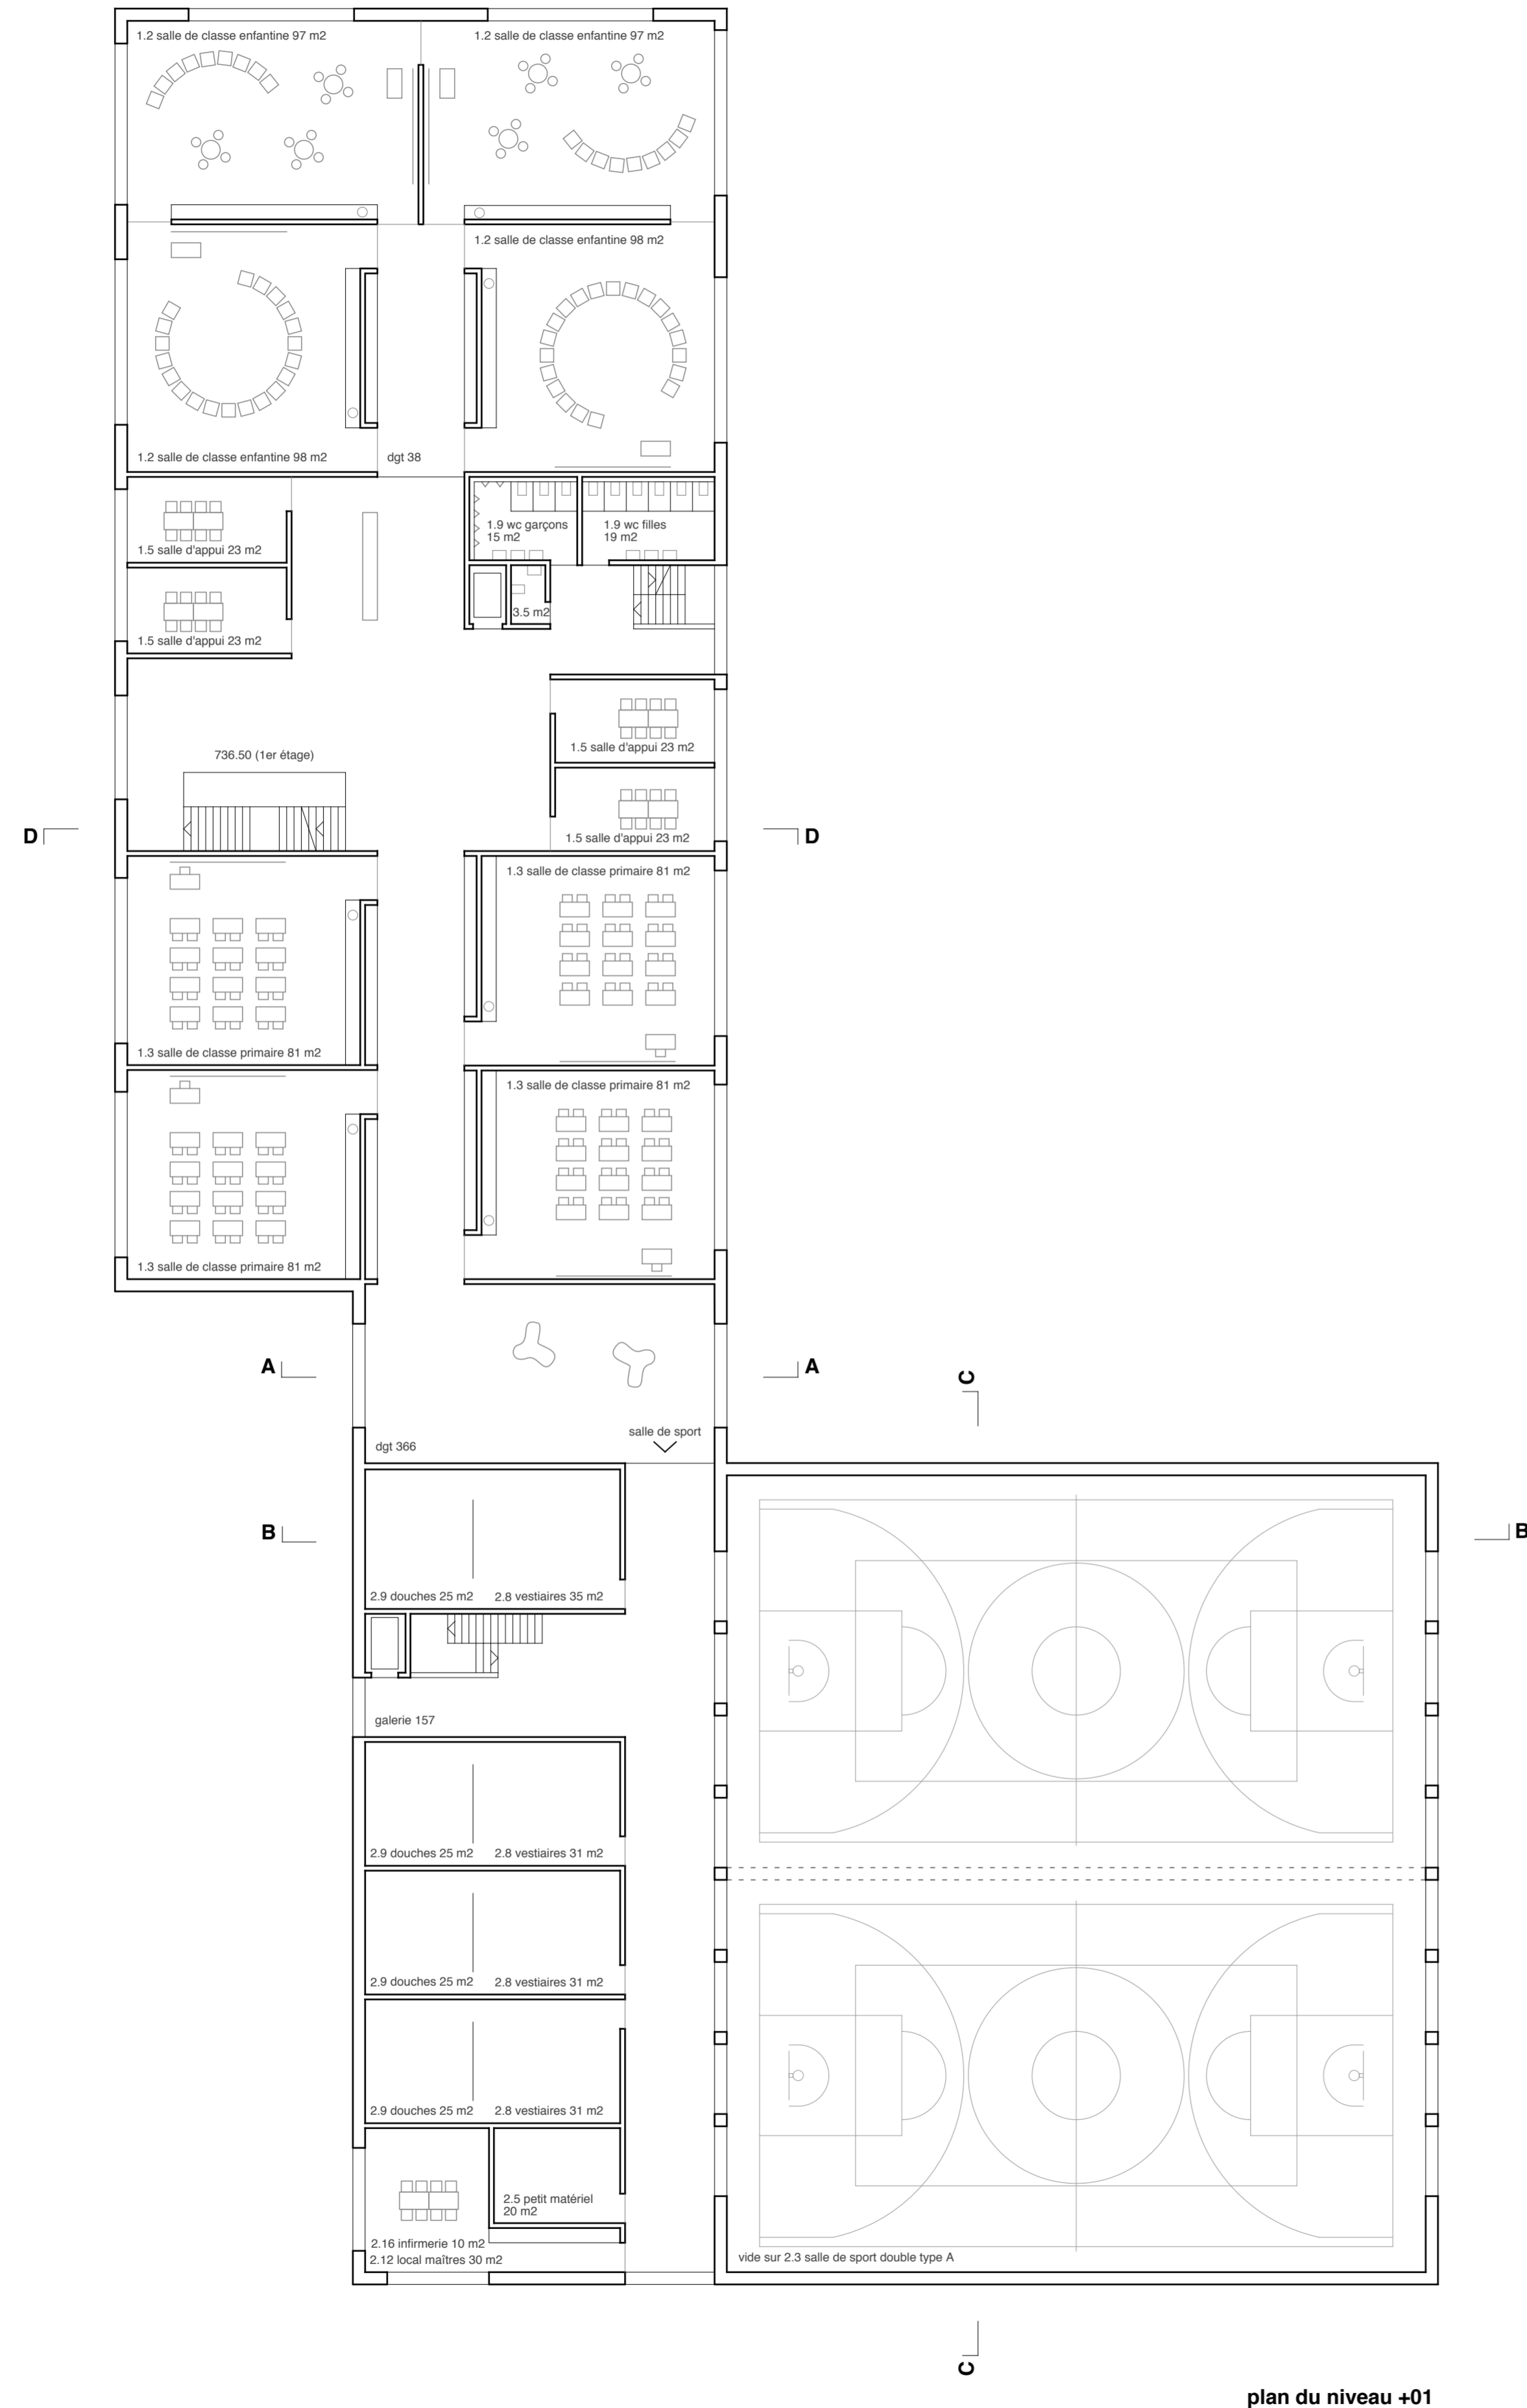 1.2 salle de classe enfantine 97 m2
1.2 salle de classe enfantine 97 m2
1.2 salle de classe enfantine 98 m2
1.2 salle de classe enfantine 98 m2
dgt 38
1.9 wc garçons
15 m2
1.9 wc filles
19 m2
1.5 salle d'appui 23 m2
3.5 m2
1.5 salle d'appui 23 m2
1.5 salle d'appui 23 m2
736.50 (1er étage)
D
D
1.5 salle d'appui 23 m2
1.3 salle de classe primaire 81 m2
1.3 salle de classe primaire 81 m2
1.3 salle de classe primaire 81 m2
1.3 salle de classe primaire 81 m2
A
A
C
salle de sport
dgt 366
B
B
2.9 douches 25 m2
2.8 vestiaires 35 m2
galerie 157
2.9 douches 25 m2
2.8 vestiaires 31 m2
2.9 douches 25 m2
2.8 vestiaires 31 m2
2.9 douches 25 m2
2.8 vestiaires 31 m2
2.5 petit matériel
20 m2
2.16 infirmerie 10 m2
2.12 local maîtres 30 m2
vide sur 2.3 salle de sport double type A
C
plan du niveau +01